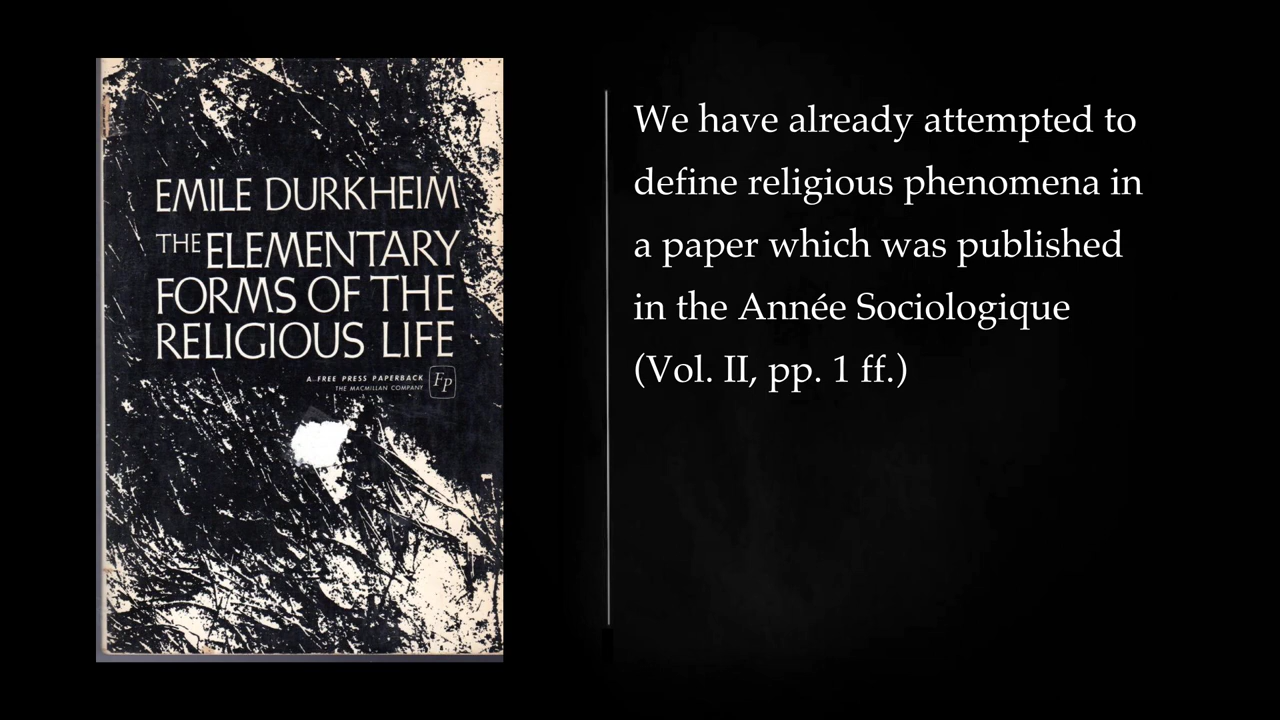 EMILE DURKHEIM
THE ELEMENTARY
FORMS OF THE
RELIGIOUS LIFE
A FREE PRESS PAPERBACK
THE MACMILLAN COMPANY
FP
We have already attempted to
define religious phenomena in
a paper which was published
in the Année Sociologique
(Vol. II, pp. 1 ff.)